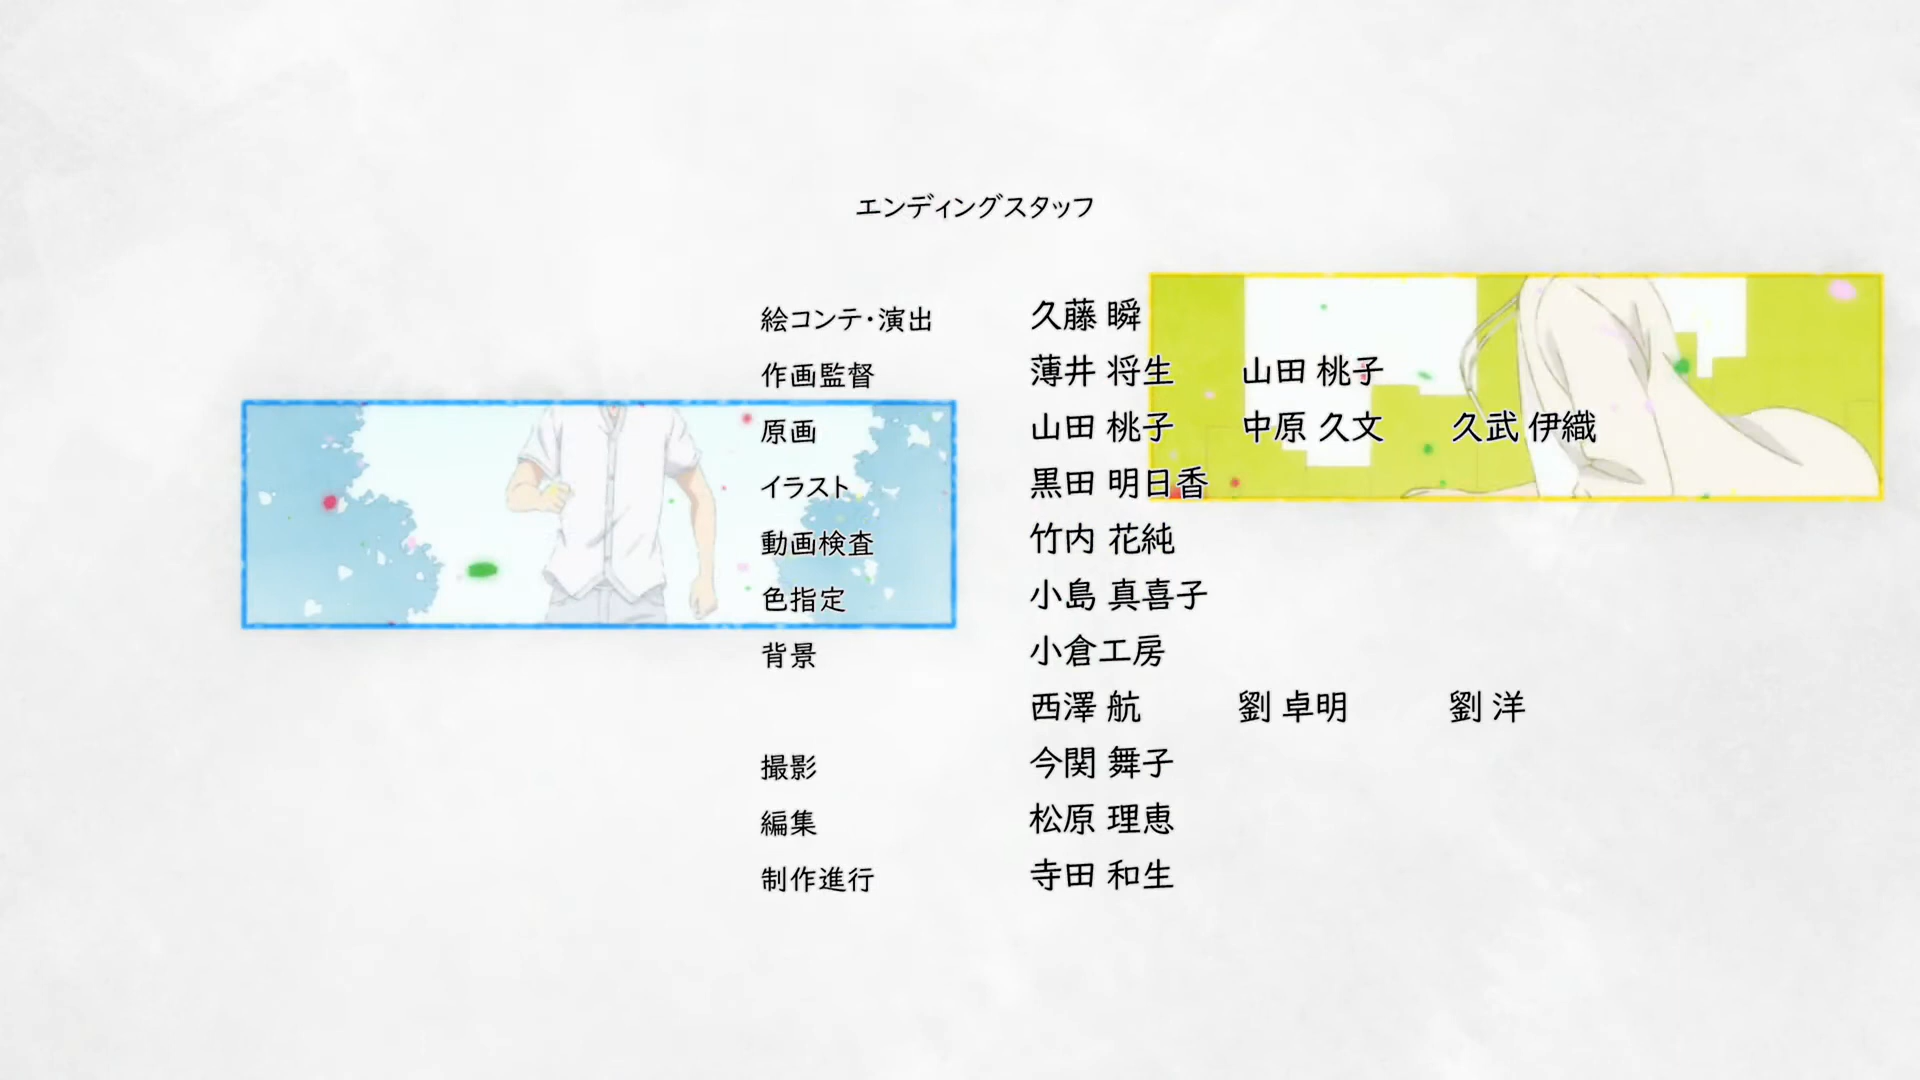 エンディングスタッフ
絵コンテ・演出 久藤 瞬
作画監督 薄井 将生 山田 桃子
原画 山田 桃子 中原 久文 久武 伊織
イラスト 黒田 明日香
動画検査 竹内 花純
色指定 小島 真喜子
背景 小倉工房
西澤 航 劉 卓明 劉 洋
撮影 今関 舞子
編集 松原 理恵
制作進行 寺田 和生